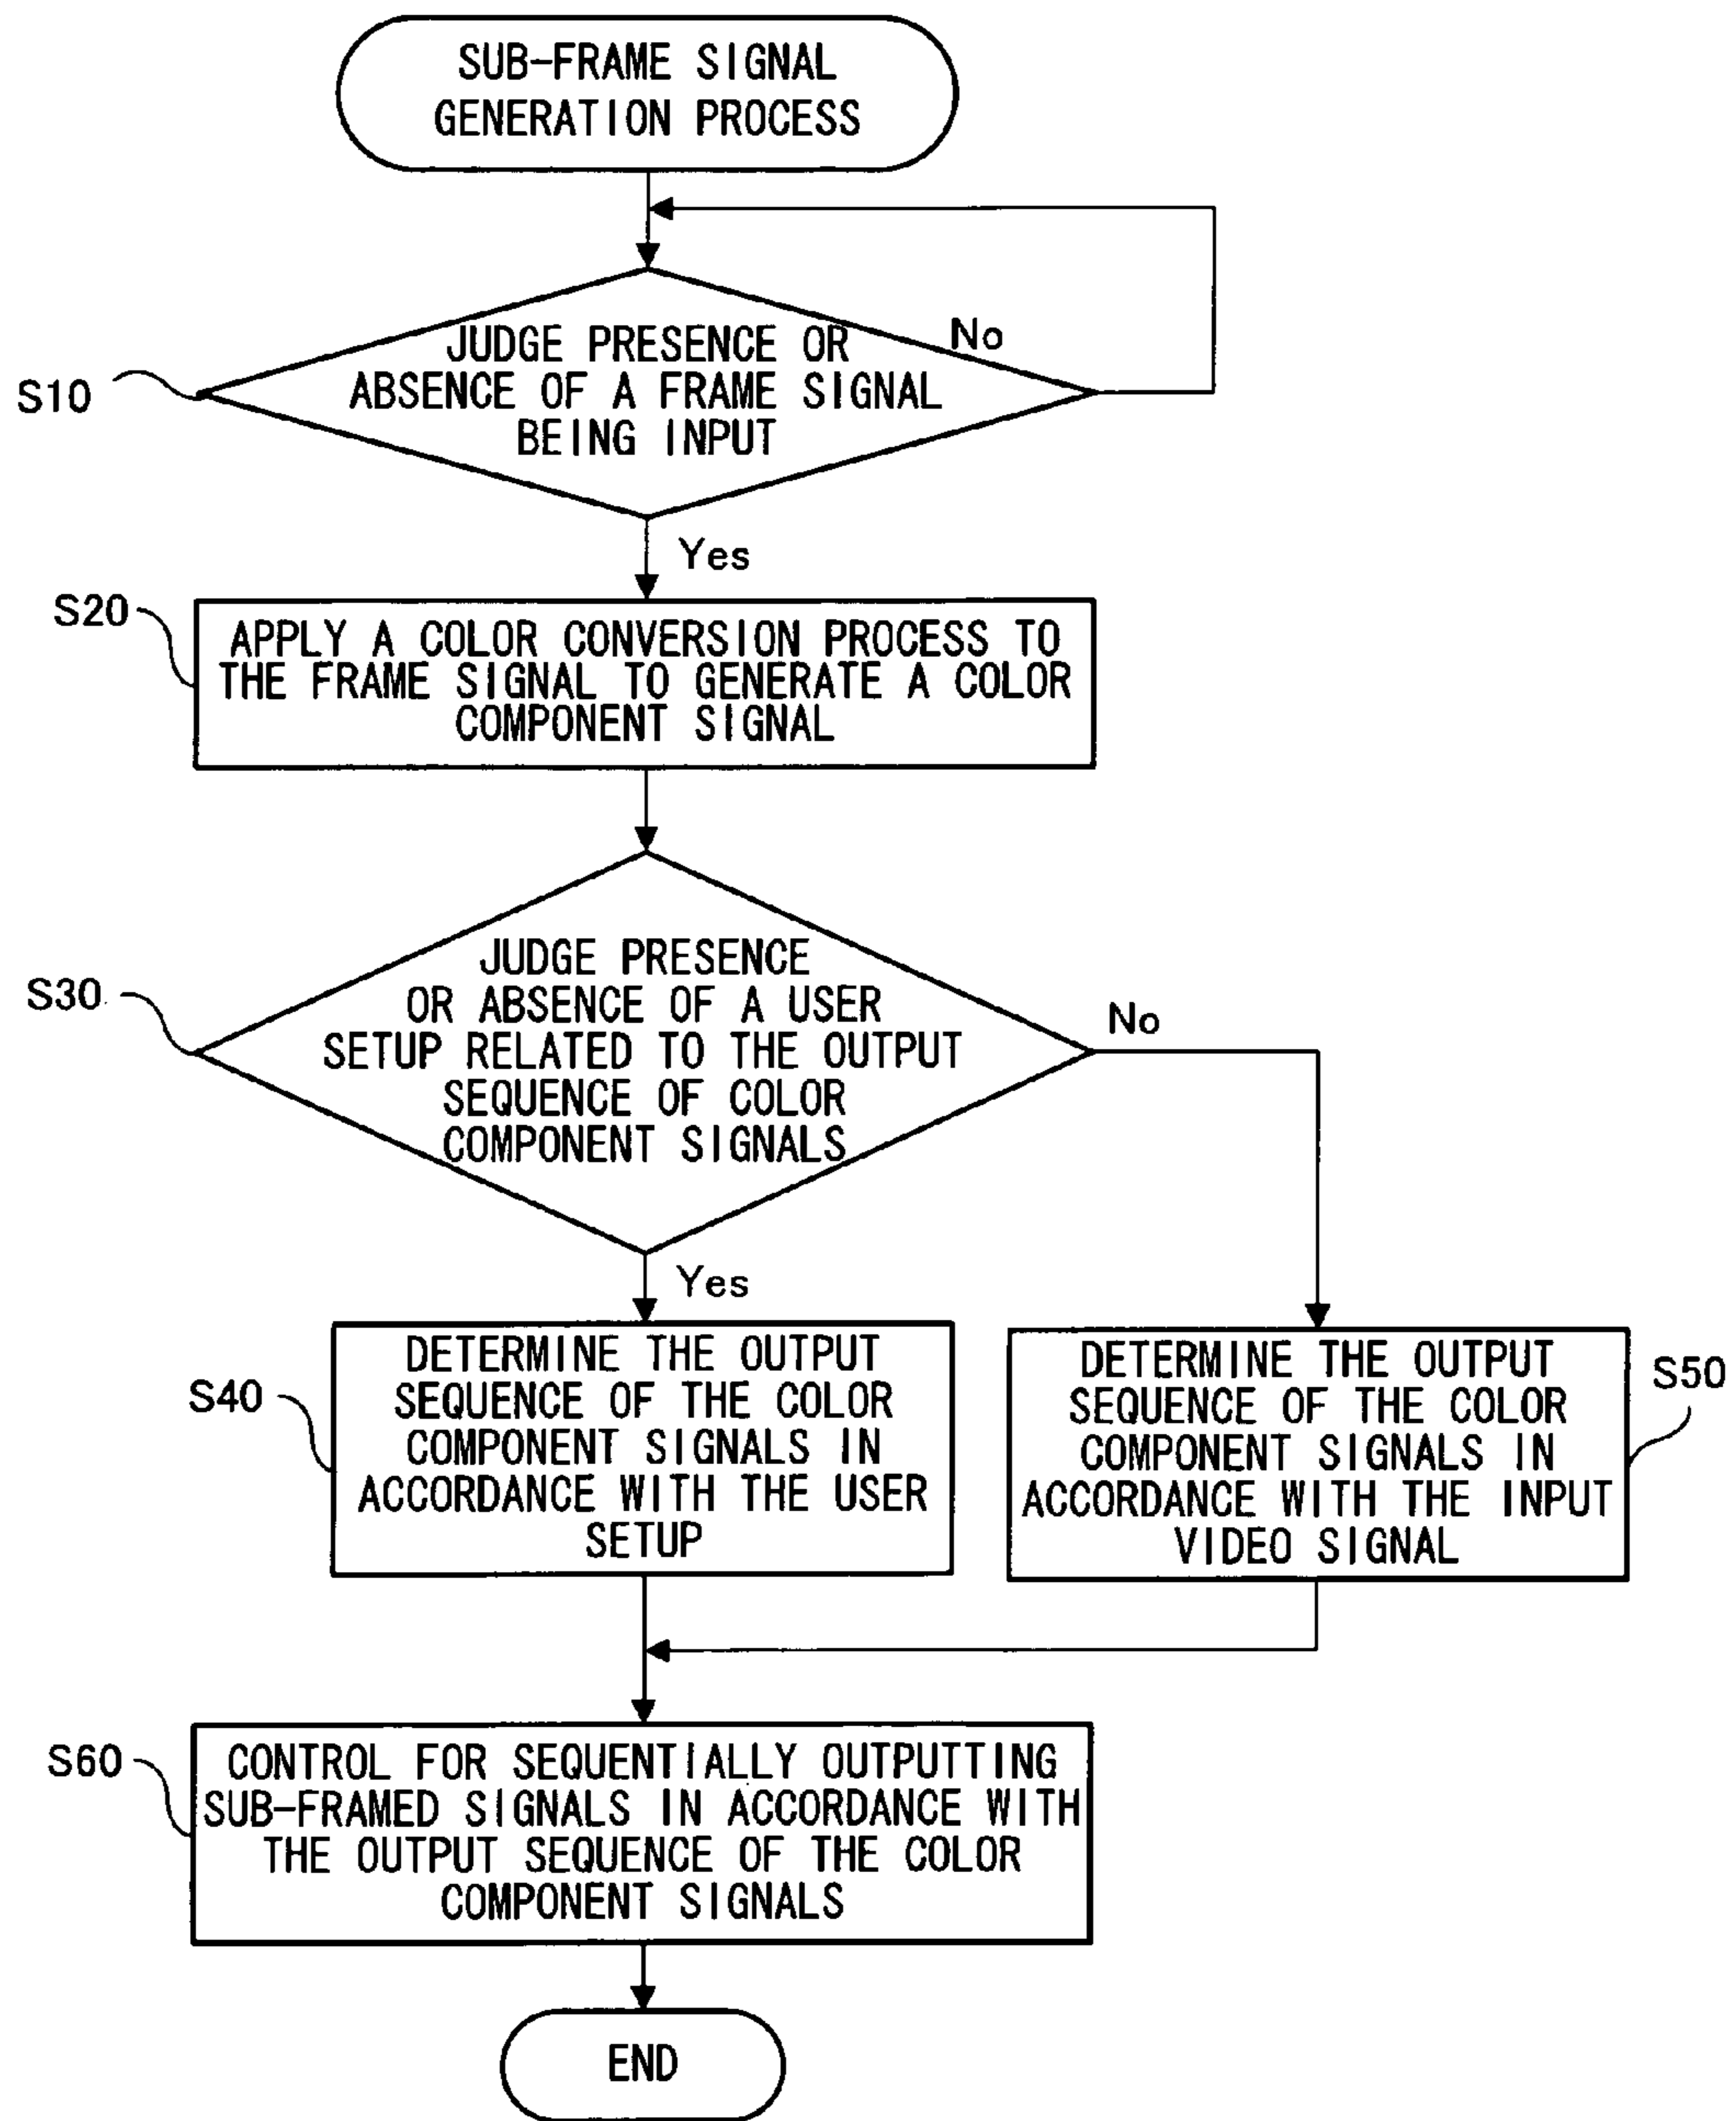 SUB-FRAME SIGNAL
GENERATION PROCESS
No
JUDGE PRESENCE OR
ABSENCE OF A FRAME SIGNAL
BEING INPUT
S10
Yes
S20
APPLY A COLOR CONVERSION PROCESS TO
THE FRAME SIGNAL TO GENERATE A COLOR
COMPONENT SIGNAL
JUDGE PRESENCE
OR ABSENCE OF A USER
SETUP RELATED TO THE OUTPUT
SEQUENCE OF COLOR
COMPONENT SIGNALS
S30
No
Yes
S40
DETERMINE THE OUTPUT
SEQUENCE OF THE COLOR
COMPONENT SIGNALS IN
ACCORDANCE WITH THE USER
SETUP
DETERMINE THE OUTPUT
SEQUENCE OF THE COLOR
COMPONENT SIGNALS IN
ACCORDANCE WITH THE INPUT
VIDEO SIGNAL
S50
S60
CONTROL FOR SEQUENTIALLY OUTPUTTING
SUB-FRAMED SIGNALS IN ACCORDANCE WITH
THE OUTPUT SEQUENCE OF THE COLOR
COMPONENT SIGNALS
END